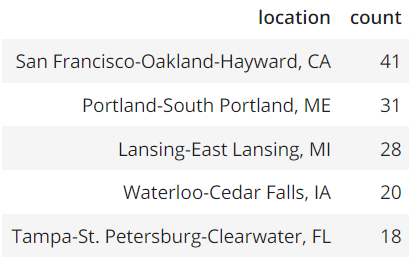 location count
San Francisco-Oakland-Hayward, CA 41
Portland-South Portland, ME 31
Lansing-East Lansing, MI 28
Waterloo-Cedar Falls, IA 20
Tampa-St. Petersburg-Clearwater, FL 18